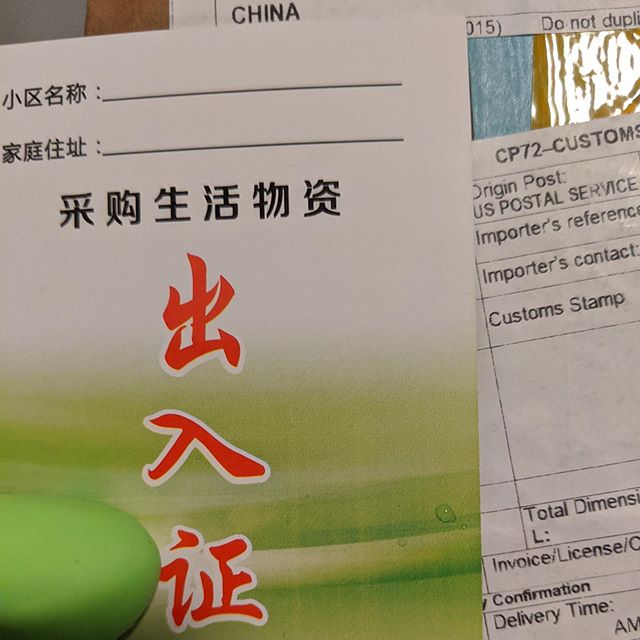 CHINA
015)
Do not dupli
小区名称：
家庭住址：
采购生活物资
出
入
证
CP72-CUSTOMS
Origin Post:
US POSTAL SERVICE
Importer's reference
Importer's contact:
Customs Stamp
Total Dimensi
L:
Invoice/License/C
Confirmation
Delivery Time:
AM